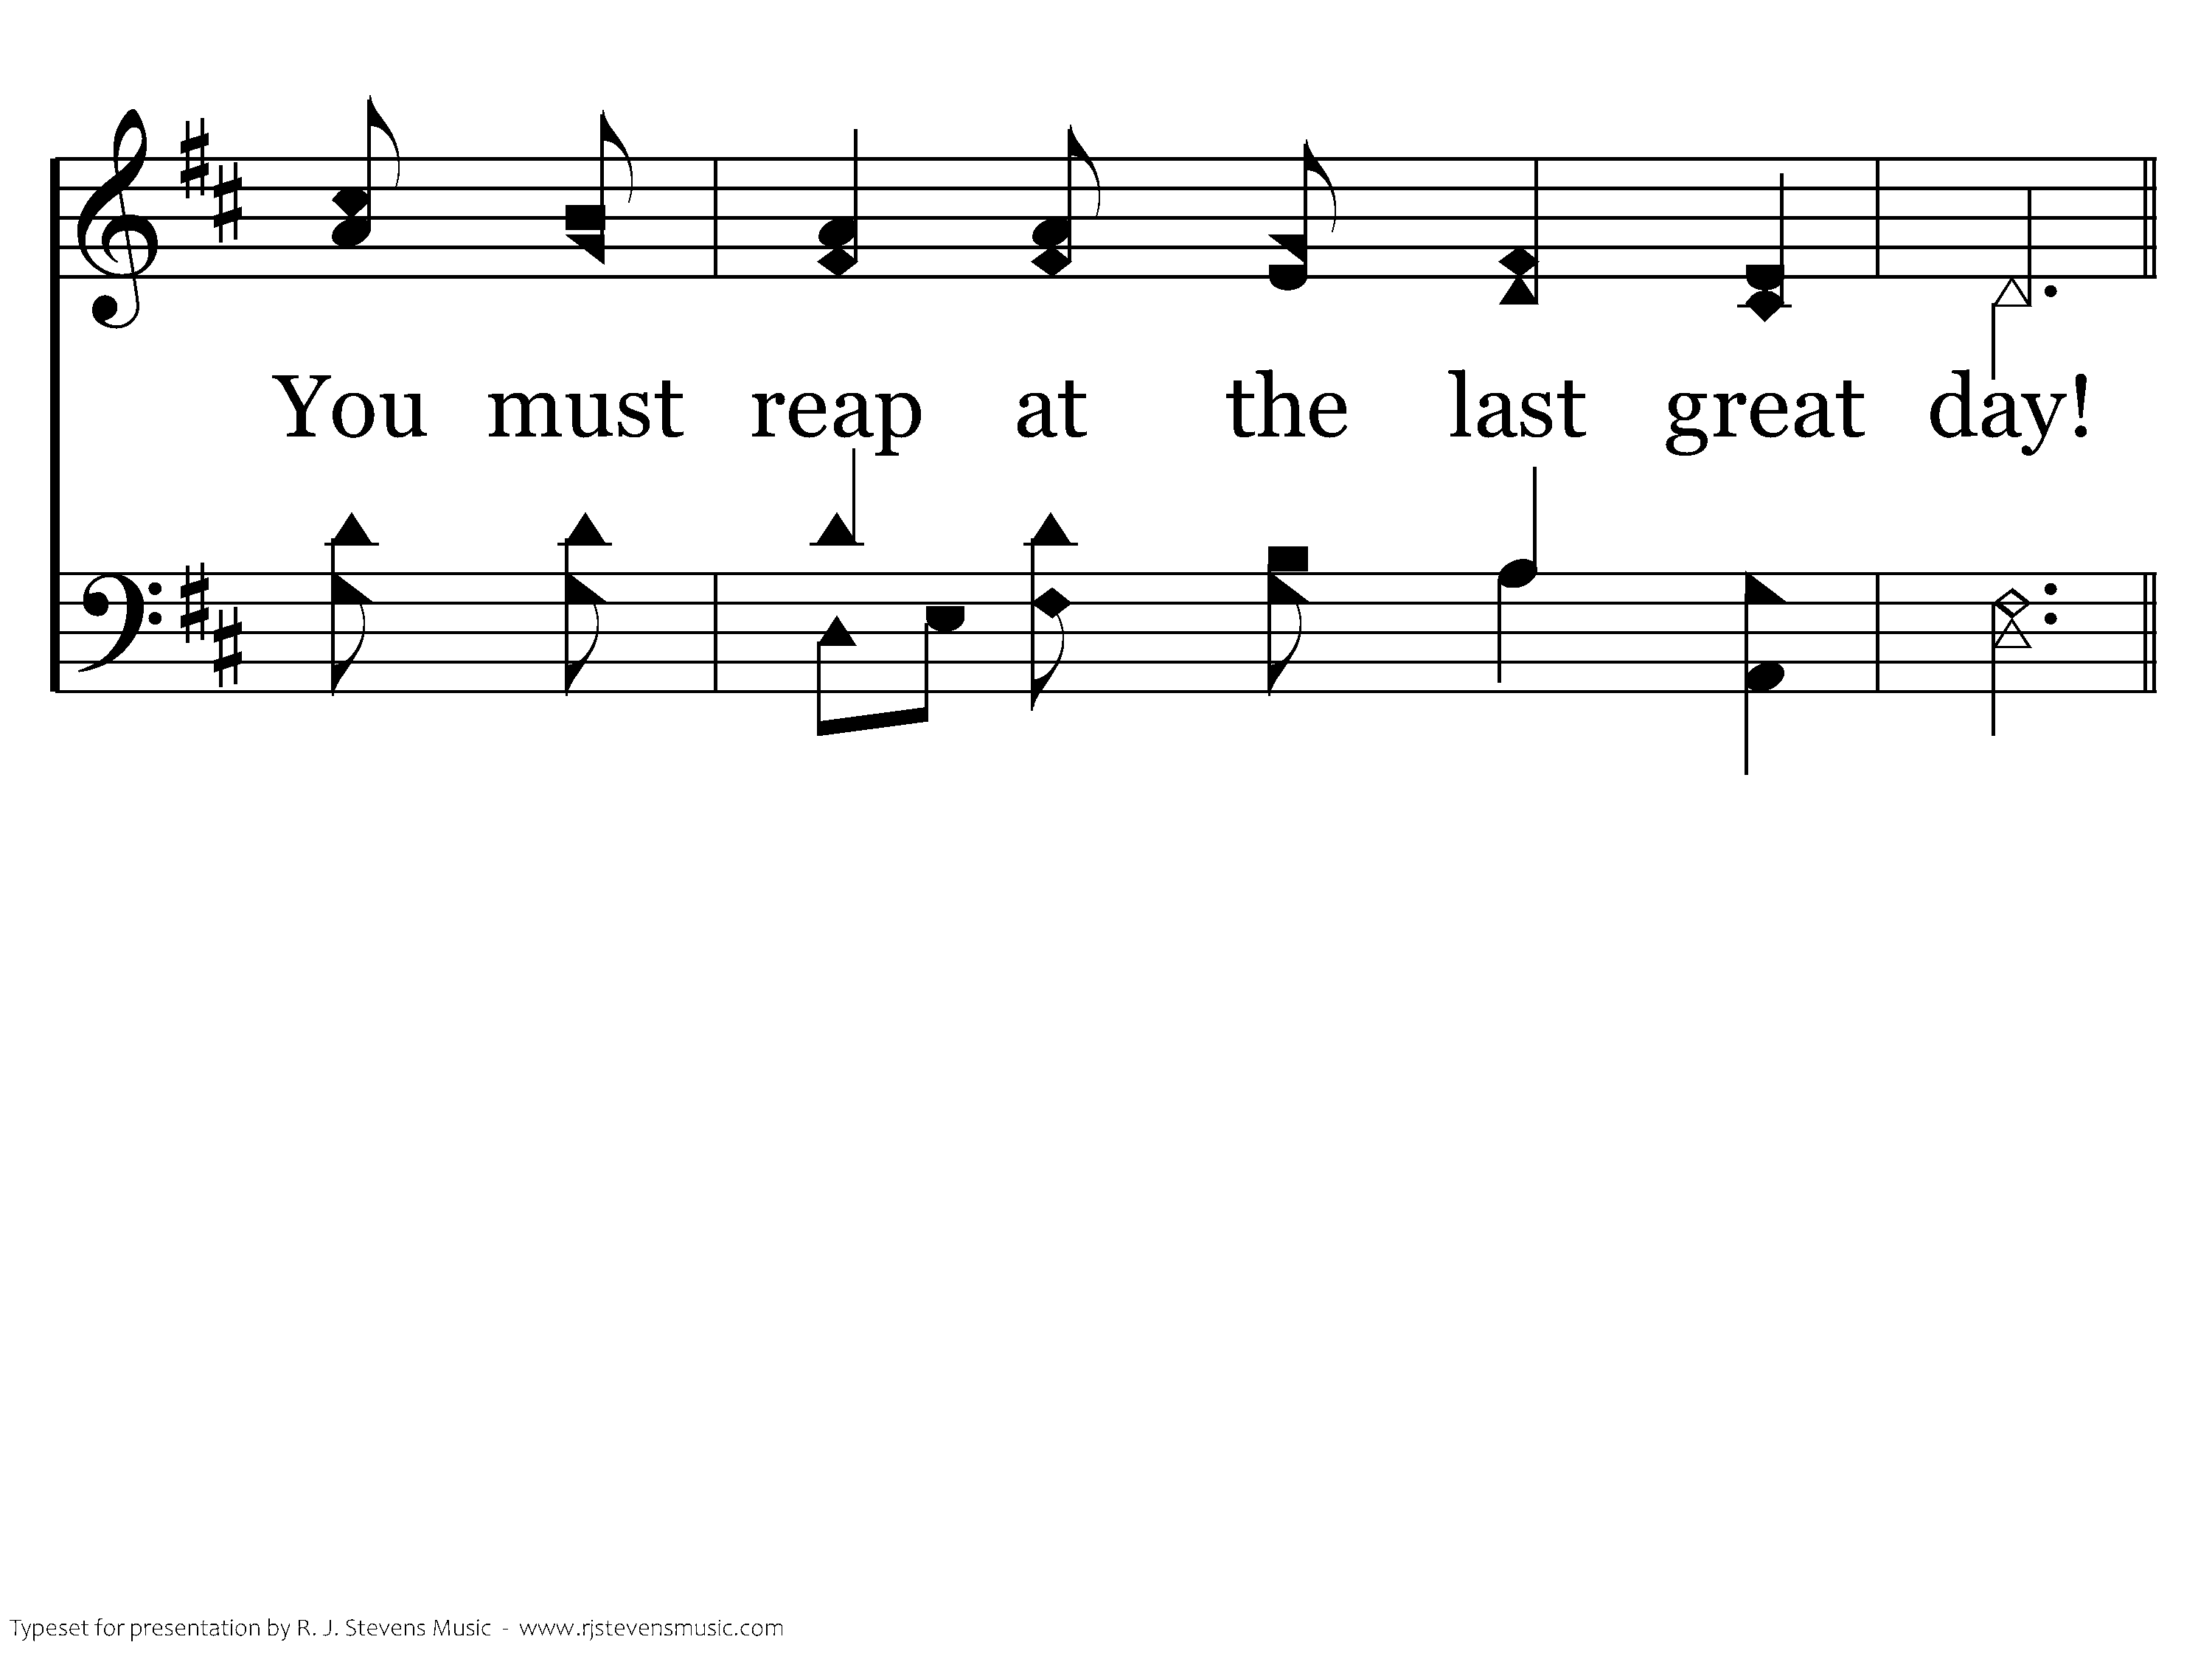 You must reap at the last great day!
Typeset for presentation by R. J. Stevens Music - www.rjstevensmusic.com